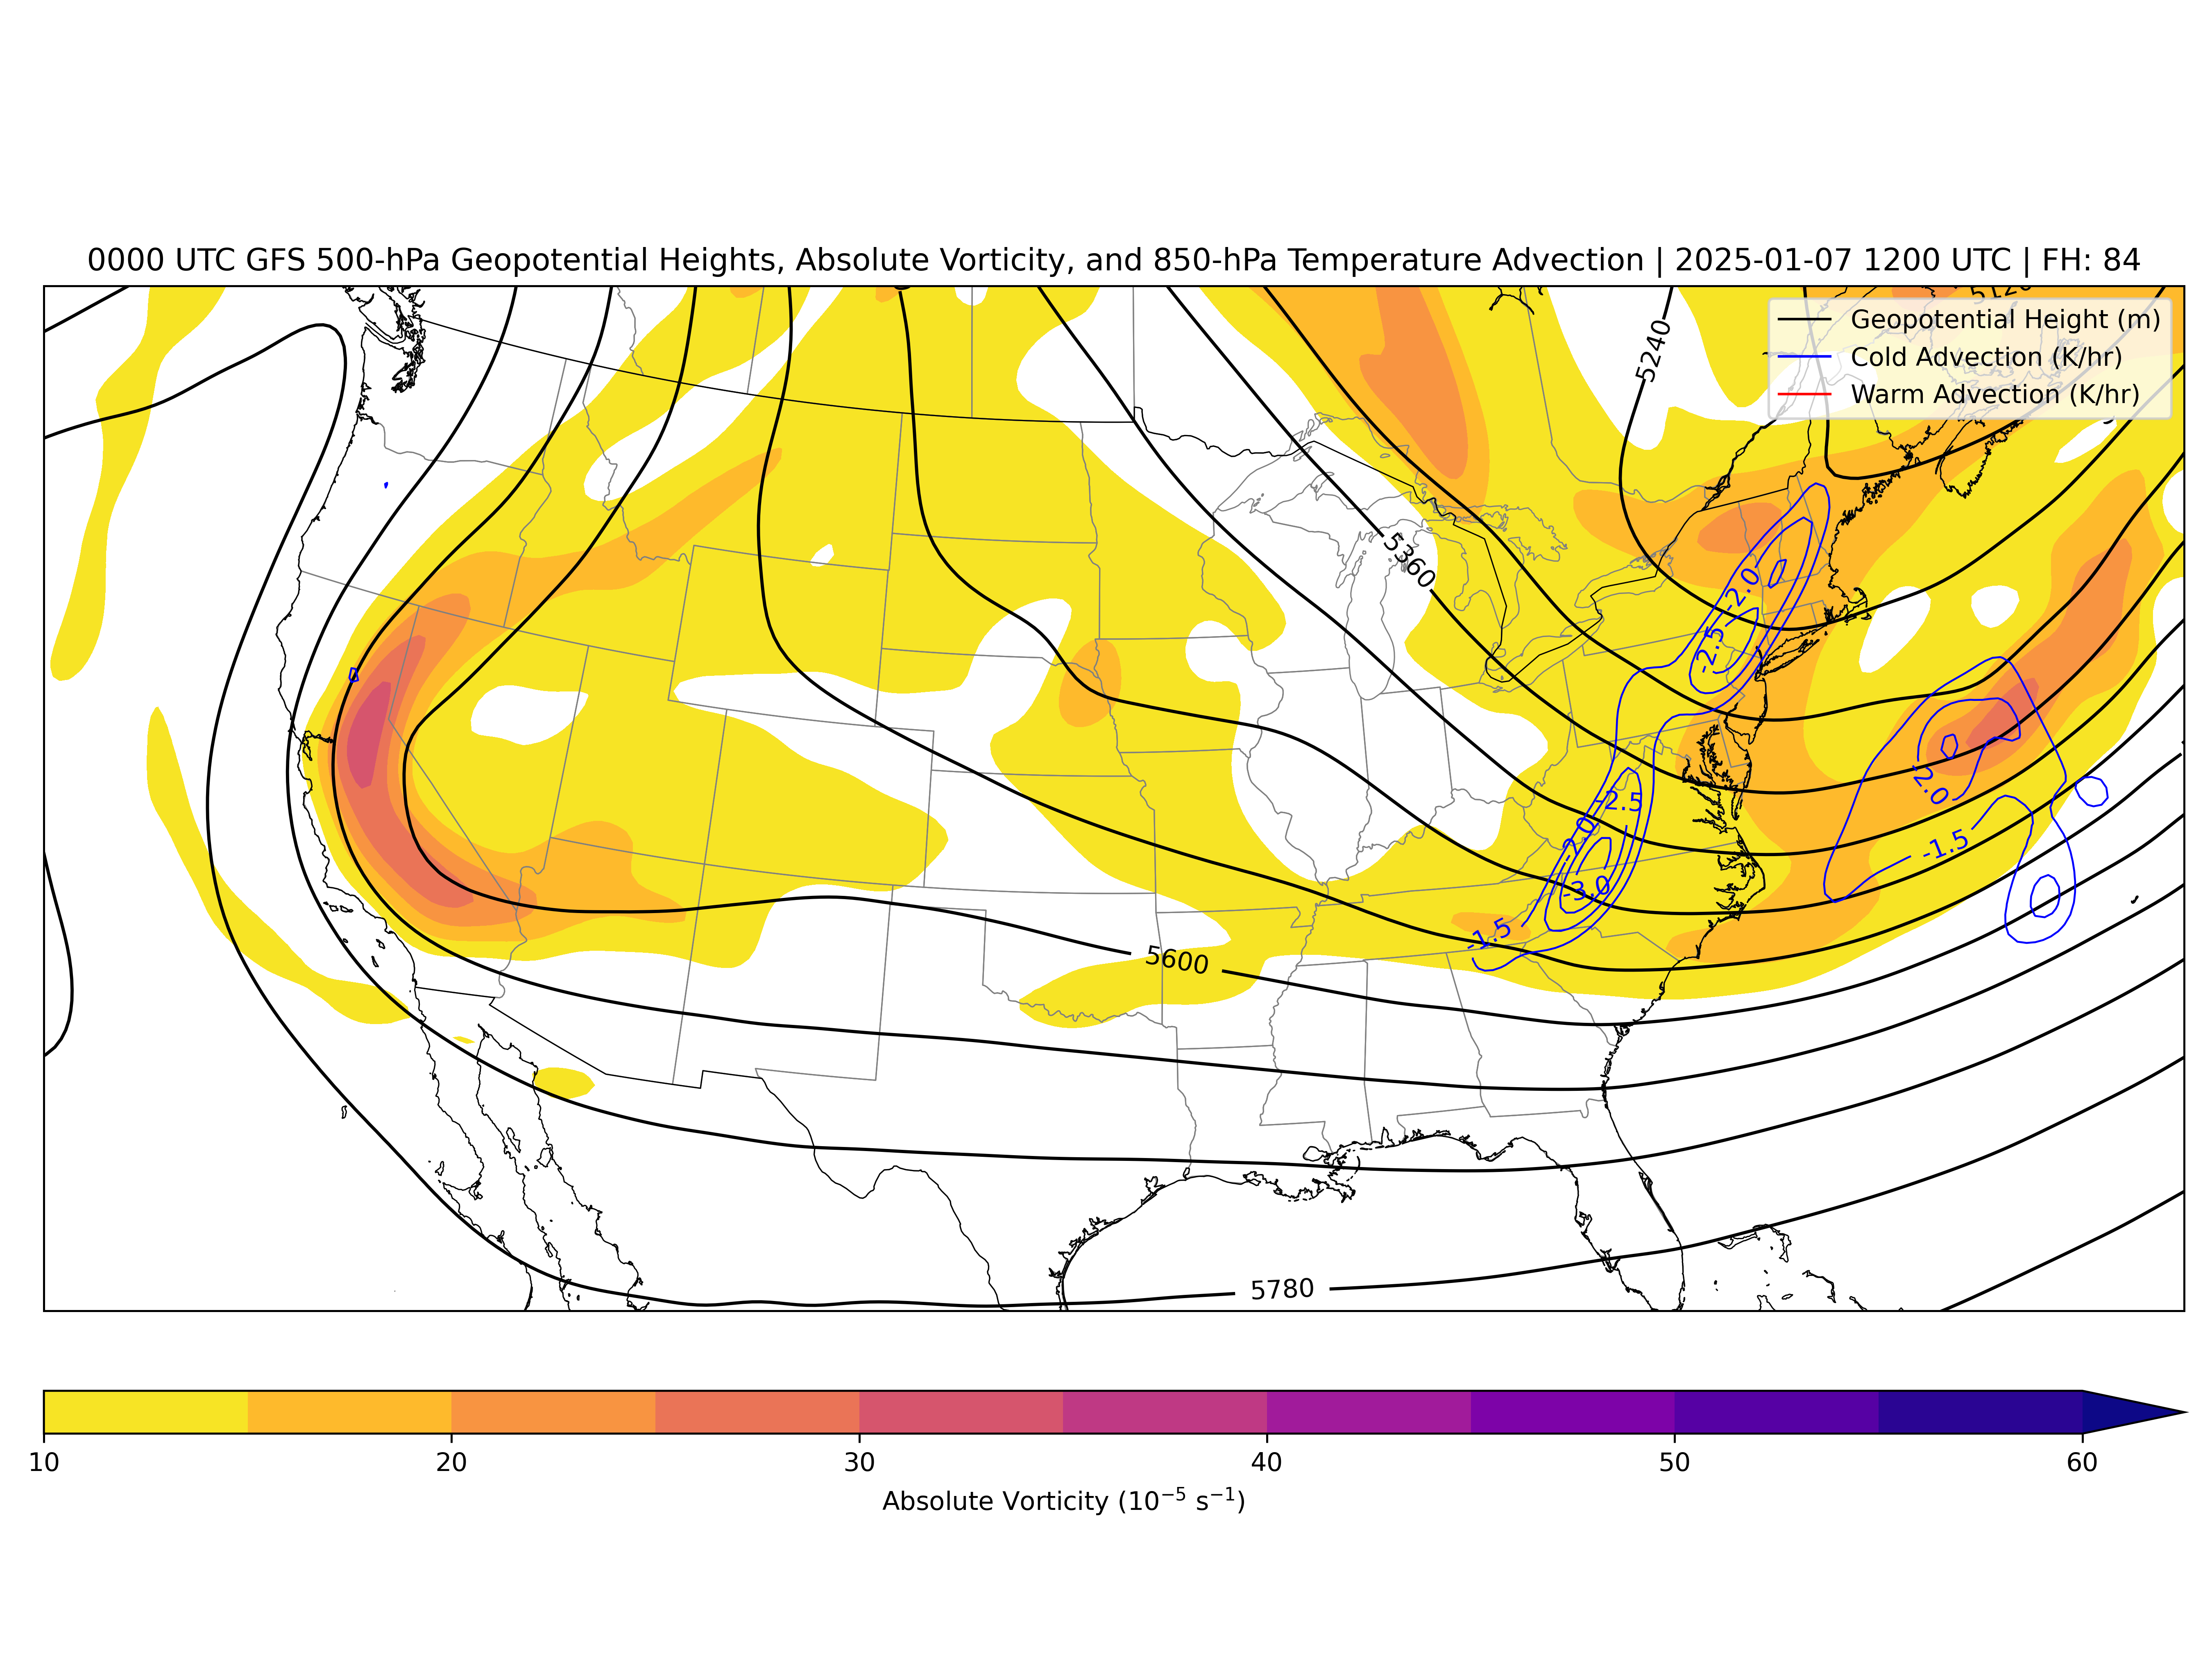 0000 UTC GFS 500-hPa Geopotential Heights, Absolute Vorticity, and 850-hPa Temperature Advection | 2025-01-07 1200 UTC | FH: 84
Geopotential Height (m)
Cold Advection (K/hr)
Warm Advection (K/hr)
5120
5240
5360
-2.0
-2.5
-2.0
-2.5
-2.0
-1.5
-3.0
-1.5
5600
5780
10 20 30 40 50 60
Absolute Vorticity (10⁻⁵ s⁻¹)